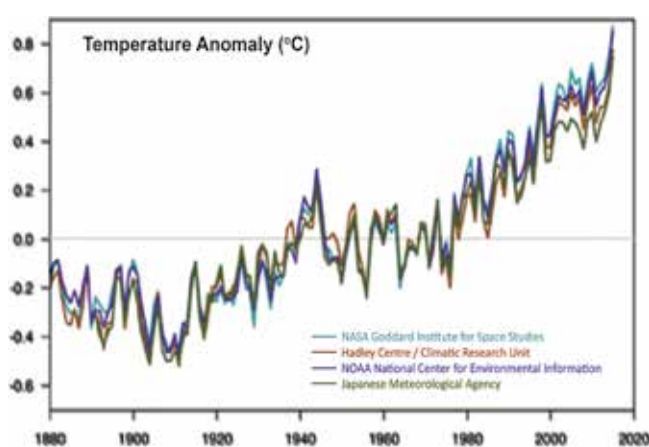 Temperature Anomaly (ºC)
0.8
0.6
0.4
0.2
0.0
-0.2
-0.4
-0.6
NASA Goddard Institute for Space Studies
Hadley Centre / Climatic Research Unit
NOAA National Center for Environmental Information
Japanese Meteorological Agency
1880 1900 1920 1940 1960 1980 2000 2020